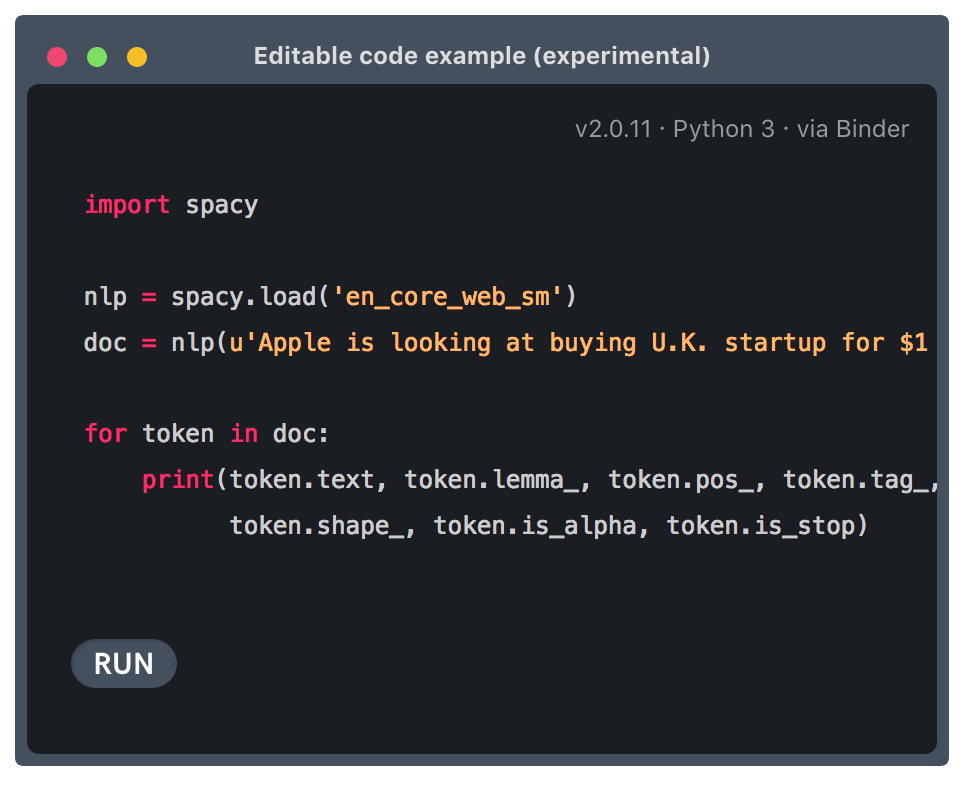 Editable code example (experimental)
v2.0.11 · Python 3 · via Binder
import spacy
nlp = spacy.load('en_core_web_sm')
doc = nlp(u'Apple is looking at buying U.K. startup for $1
for token in doc:
    print(token.text, token.lemma_, token.pos_, token.tag_,
          token.shape_, token.is_alpha, token.is_stop)
RUN